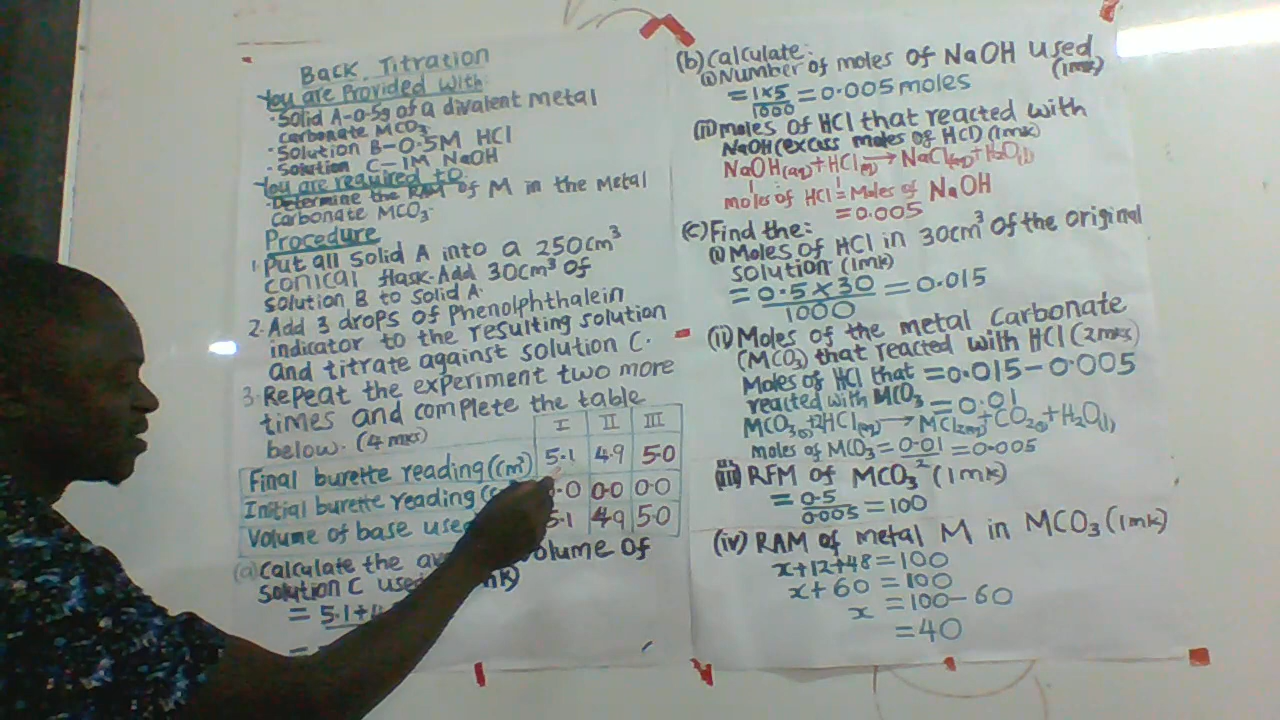 Back Titration
You are Provided with:
• Solid A-0.5g of a divalent metal
carbonate MCO₃
• Solution B-0.5M HCl
• Solution C-1M NaOH
You are required to:
Determine the RAM of M in the Metal
Carbonate MCO₃.
Procedure
1. Put all Solid A into a 250cm³
conical flask. Add 30cm³ of
solution B to Solid A.
2. Add 3 drops of Phenolphthalein
indicator to the resulting solution
and titrate against solution C.
3. Repeat the experiment two more
times and complete the table
below. (4mks)
I II III
Final burette reading (cm³) 5.1 4.9 5.0
Initial burette reading 0.0 0.0
Volume of base 5.1 4.9 5.0
(a) Calculate the volume of
Solution C
= 5.1+
=
(b) Calculate:
(i) Number of moles of NaOH used
(1mk)
= 1×5 = 0.005 moles
1000
(ii) moles of HCl that reacted with
NaOH (excess moles of HCl) (1mk)
NaOH(aq) + HCl(aq) → NaCl(aq) + H₂O(l)
1 : 1
moles of HCl = Moles of NaOH
= 0.005
(c) Find the:
(i) Moles of HCl in 30cm³ of the original
solution (1mk)
= 0.5 × 30 = 0.015
1000
(ii) Moles of the metal Carbonate
(MCO₃) that reacted with HCl (2mks)
Moles of HCl that = 0.015 - 0.005
reacted with MCO₃ = 0.01
MCO₃(s) + 2HCl(aq) → MCl₂(aq) + CO₂(g) + H₂O(l)
moles of MCO₃ = 0.01 = 0.005
2
(iii) RFM of MCO₃ (1mk)
= 0.5 = 100
0.005
(iv) RAM of metal M in MCO₃ (1mk)
x+12+48 = 100
x+60 = 100
x = 100-60
= 40